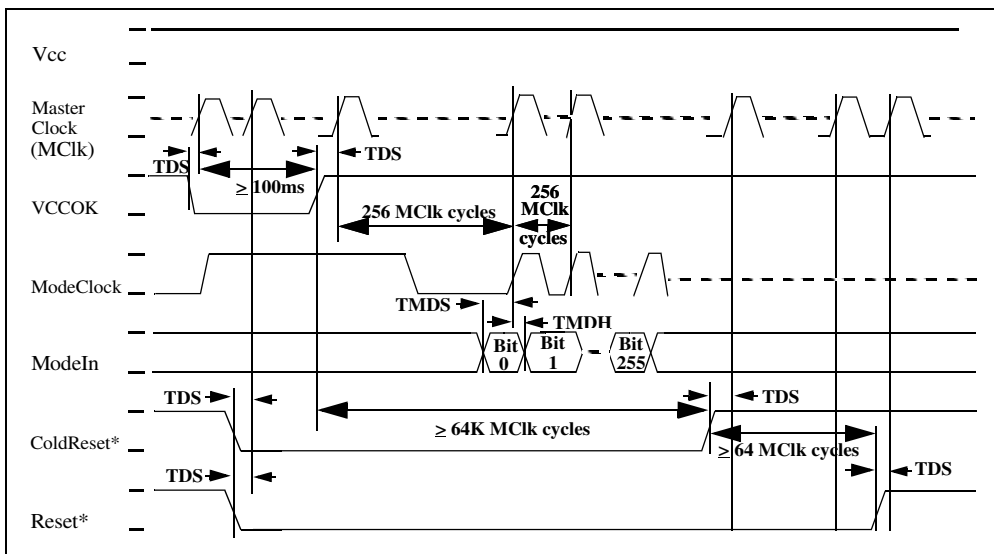 Vcc
Master
Clock
(MClk)
TDS
TDS
≥ 100ms
VCCOK
256 MClk cycles
256
MClk
cycles
ModeClock
TMDS
TMDH
ModeIn
Bit
0
Bit
1
Bit
255
TDS
TDS
ColdReset*
≥ 64K MClk cycles
≥ 64 MClk cycles
TDS
TDS
Reset*